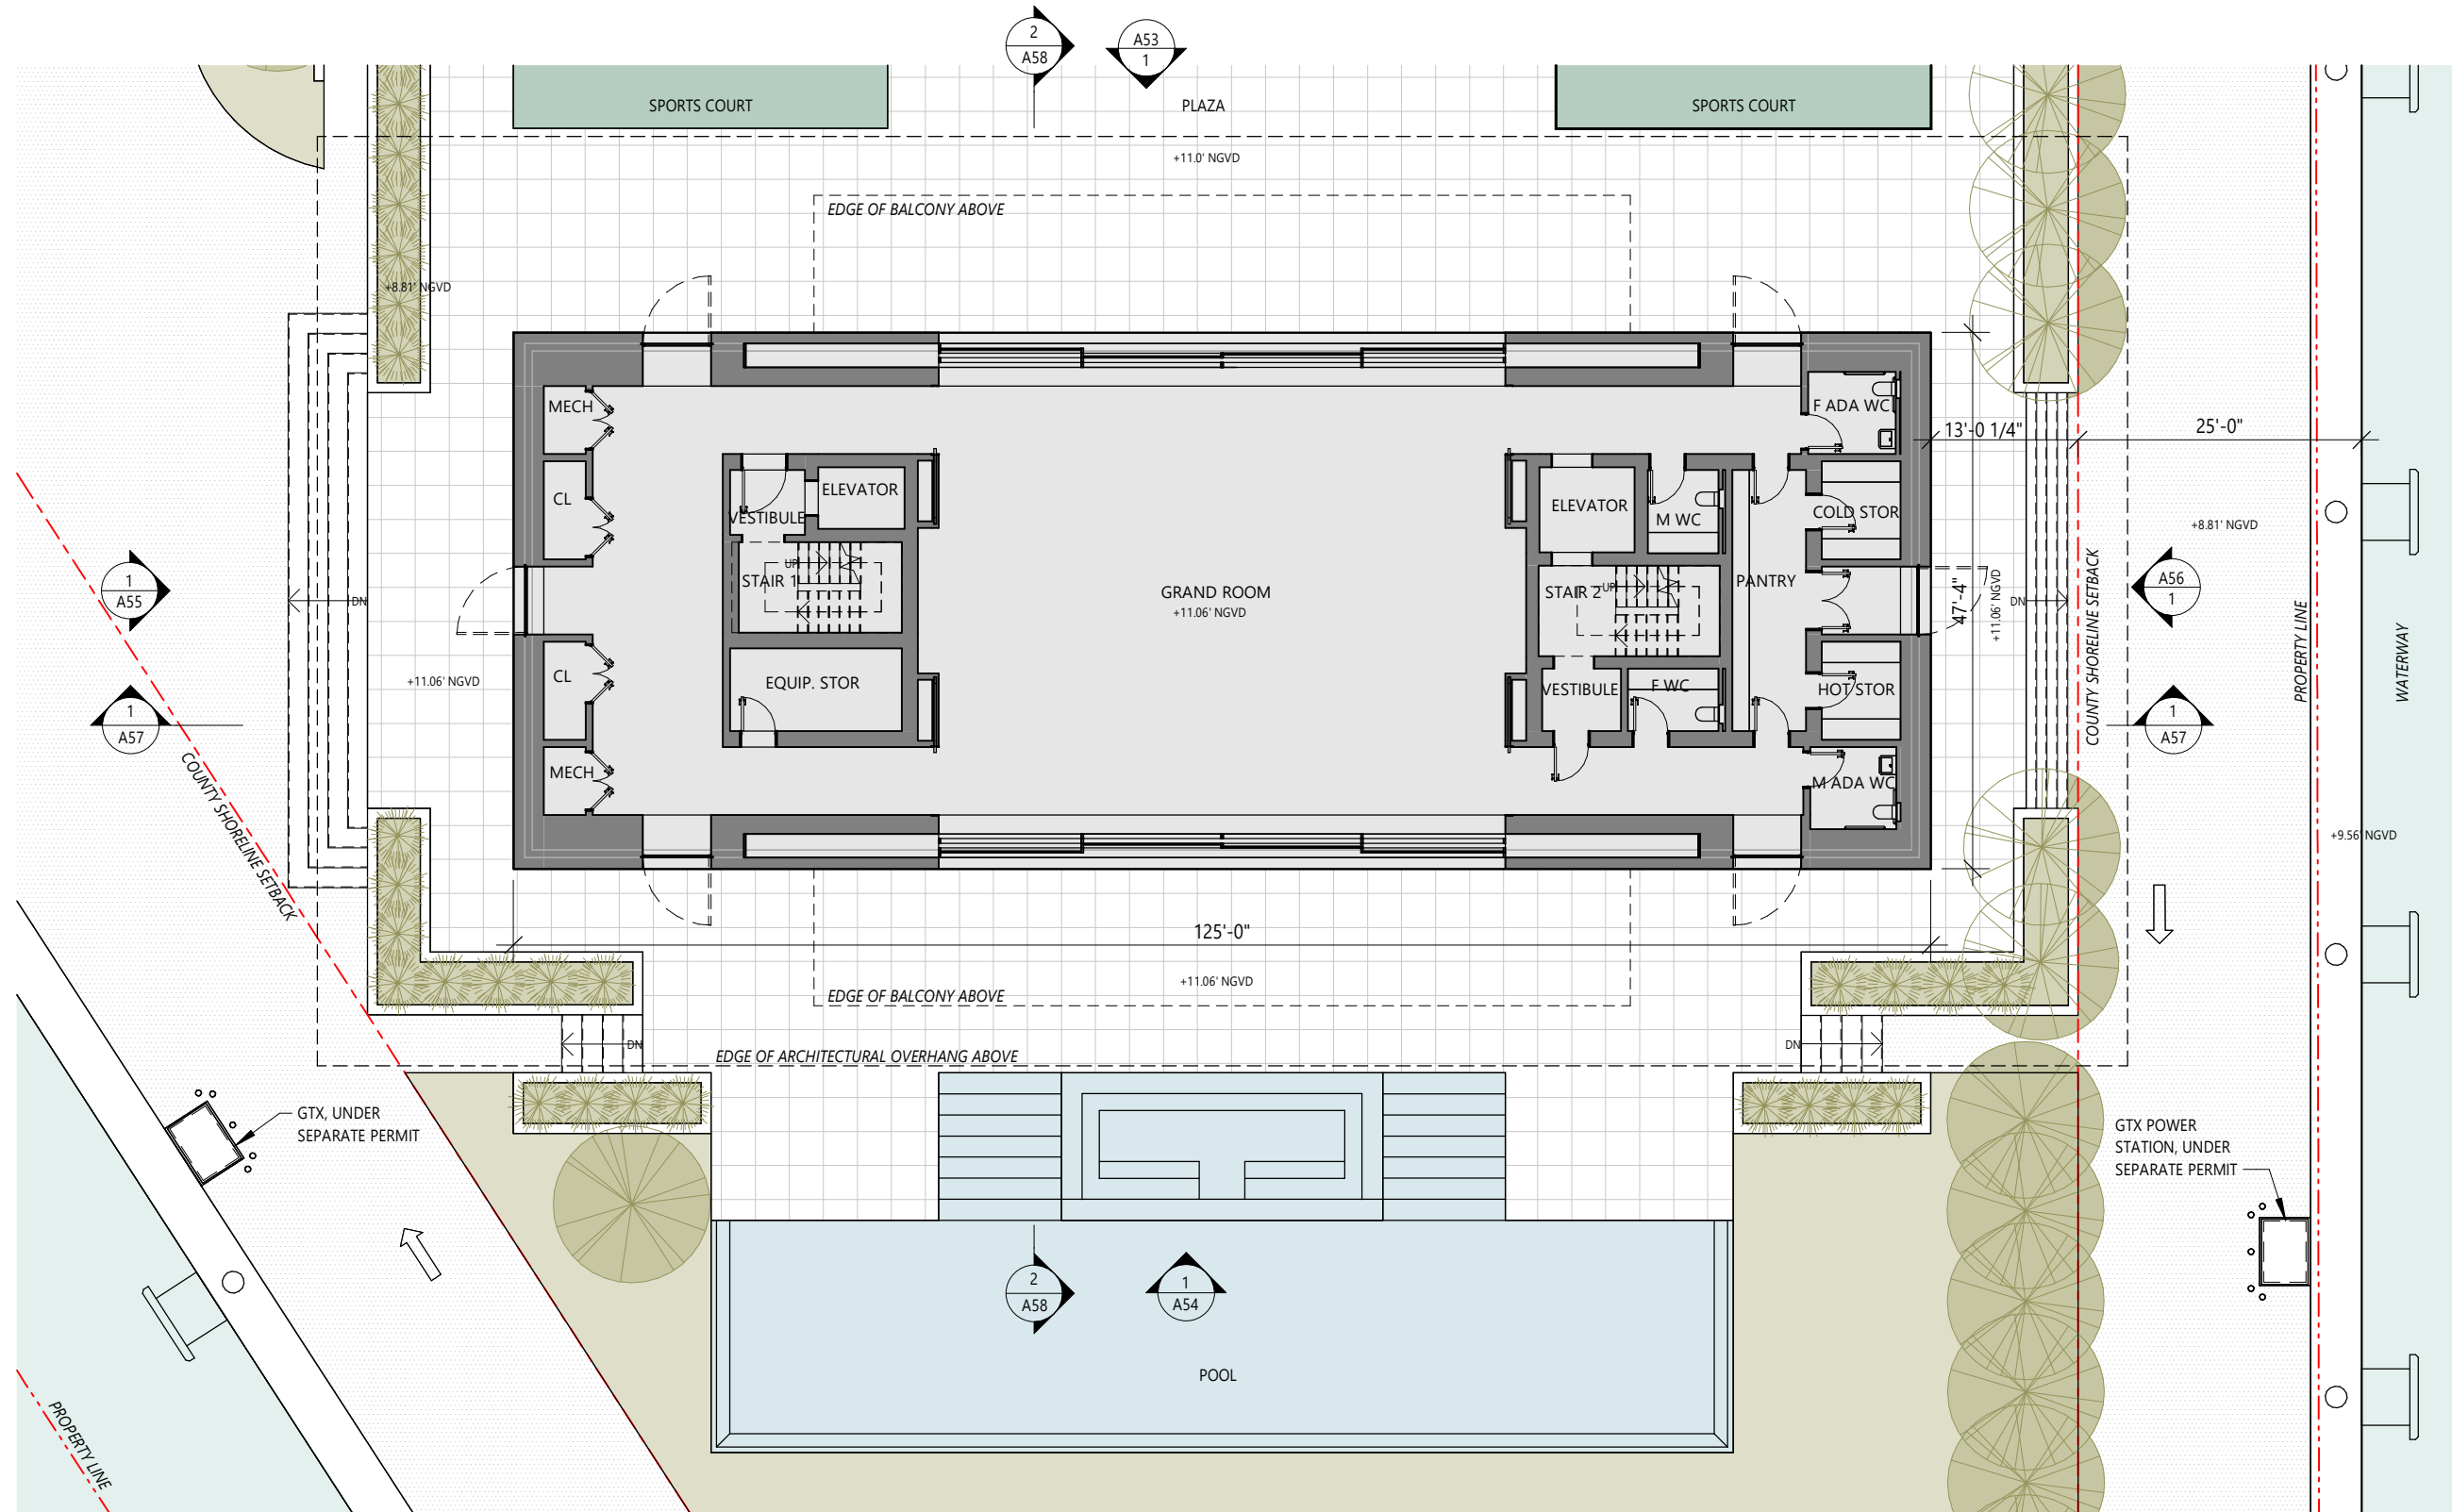 2
A58
A53
1
SPORTS COURT
PLAZA
SPORTS COURT
+11.0' NGVD
EDGE OF BALCONY ABOVE
+8.81' NGVD
MECH
F ADA WC
13'-0 1/4"
25'-0"
CL
ELEVATOR
VESTIBULE
ELEVATOR
M WC
COLD STOR
+8.81' NGVD
UP
STAIR 1
GRAND ROOM
+11.06' NGVD
STAIR 2
UP
PANTRY
DN
47'-4"
+11.06' NGVD
DN
COUNTY SHORELINE SETBACK
PROPERTY LINE
WATERWAY
1
A55
DN
A56
1
+11.06' NGVD
CL
EQUIP. STOR
VESTIBULE
F WC
HOT STOR
1
A57
1
A57
MECH
M ADA WC
COUNTY SHORELINE SETBACK
+9.56' NGVD
125'-0"
+11.06' NGVD
EDGE OF BALCONY ABOVE
DN
DN
EDGE OF ARCHITECTURAL OVERHANG ABOVE
GTX, UNDER
SEPARATE PERMIT
GTX POWER
STATION, UNDER
SEPARATE PERMIT
2
A58
1
A54
POOL
PROPERTY LINE